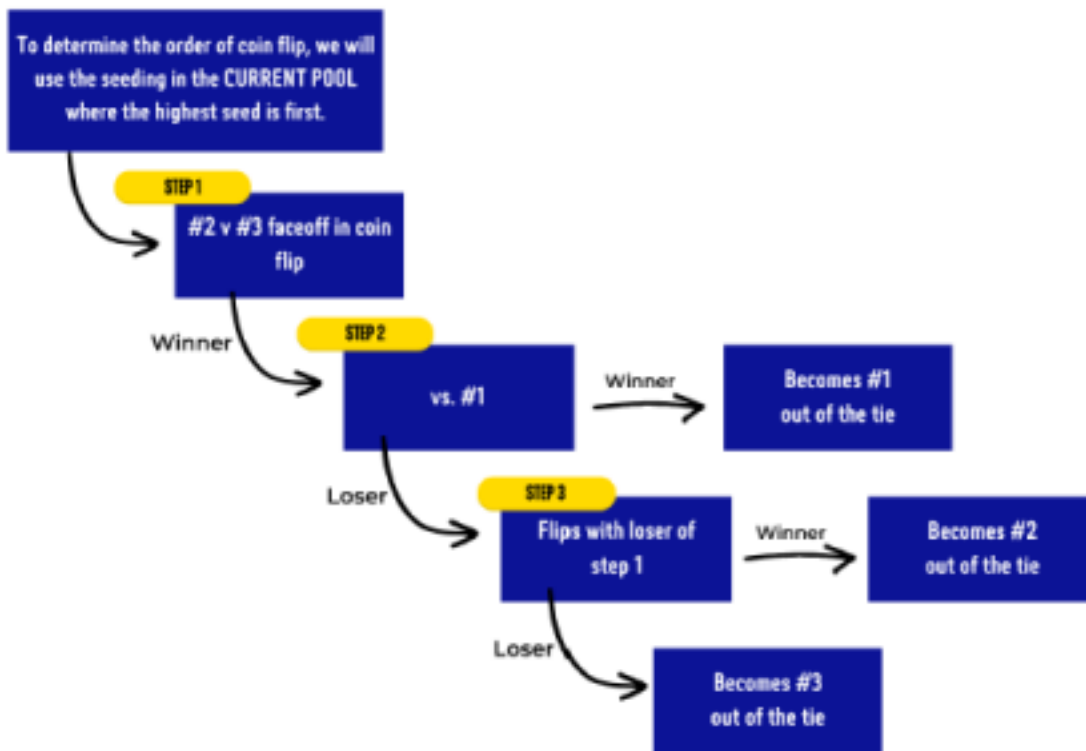 To determine the order of coin flip, we will
use the seeding in the CURRENT POOL
where the highest seed is first.
STEP 1
#2 v #3 faceoff in coin
flip
Winner
STEP 2
vs. #1
Winner
Becomes #1
out of the tie
Loser
STEP 3
Flips with loser of
step 1
Winner
Becomes #2
out of the tie
Loser
Becomes #3
out of the tie